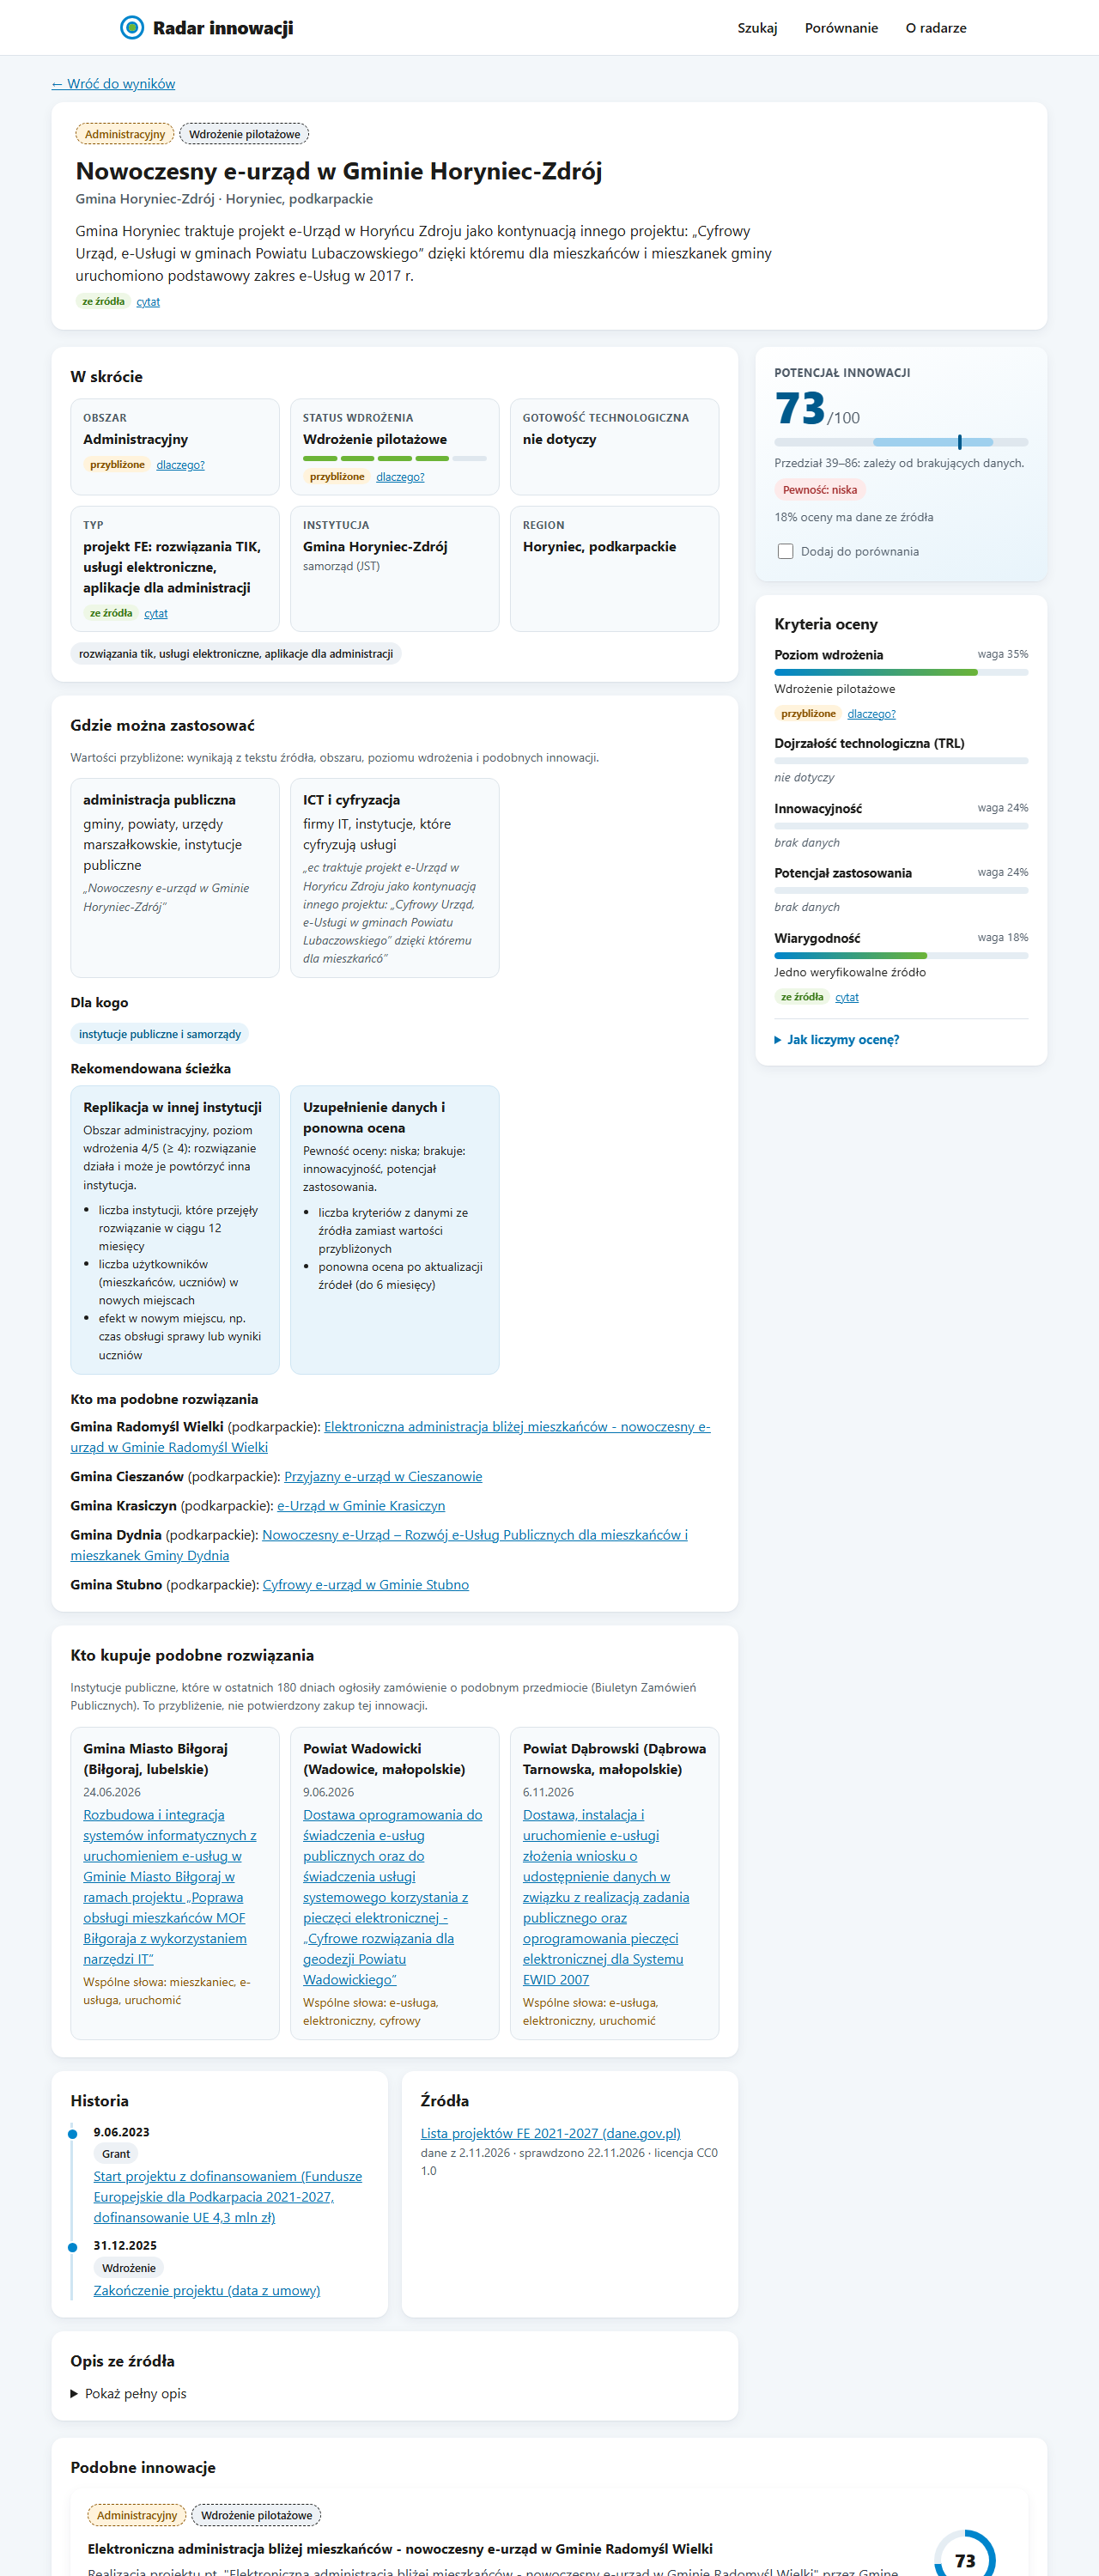 Radar innowacji
Szukaj Porównanie O radarze
← Wróć do wyników
Administracyjny Wdrożenie pilotażowe
Nowoczesny e-urząd w Gminie Horyniec-Zdrój
Gmina Horyniec-Zdrój · Horyniec, podkarpackie
Gmina Horyniec traktuje projekt e-Urząd w Horyńcu Zdroju jako kontynuacją innego projektu: „Cyfrowy
Urząd, e-Usługi w gminach Powiatu Lubaczowskiego” dzięki któremu dla mieszkańców i mieszkanek gminy
uruchomiono podstawowy zakres e-Usług w 2017 r.
ze źródła cytat
W skrócie
OBSZAR
Administracyjny
przybliżone dlaczego?
STATUS WDROŻENIA
Wdrożenie pilotażowe
przybliżone dlaczego?
GOTOWOŚĆ TECHNOLOGICZNA
nie dotyczy
TYP
projekt FE: rozwiązania TIK,
usługi elektroniczne,
aplikacje dla administracji
ze źródła cytat
INSTYTUCJA
Gmina Horyniec-Zdrój
samorząd (JST)
REGION
Horyniec, podkarpackie
rozwiązania tik, usługi elektroniczne, aplikacje dla administracji
POTENCJAŁ INNOWACJI
73/100
Przedział 39–86: zależy od brakujących danych.
Pewność: niska
18% oceny ma dane ze źródła
Dodaj do porównania
Kryteria oceny
Poziom wdrożenia waga 35%
Wdrożenie pilotażowe
przybliżone dlaczego?
Dojrzałość technologiczna (TRL)
nie dotyczy
Innowacyjność waga 24%
brak danych
Potencjał zastosowania waga 24%
brak danych
Wiarygodność waga 18%
Jedno weryfikowalne źródło
ze źródła cytat
Jak liczymy ocenę?
Gdzie można zastosować
Wartości przybliżone: wynikają z tekstu źródła, obszaru, poziomu wdrożenia i podobnych innowacji.
administracja publiczna
gminy, powiaty, urzędy
marszałkowskie, instytucje
publiczne
„Nowoczesny e-urząd w Gminie
Horyniec-Zdrój”
ICT i cyfryzacja
firmy IT, instytucje, które
cyfryzują usługi
„ec traktuje projekt e-Urząd w
Horyńcu Zdroju jako kontynuacją
innego projektu: „Cyfrowy Urząd,
e-Usługi w gminach Powiatu
Lubaczowskiego” dzięki któremu
dla mieszkańcó”
Dla kogo
instytucje publiczne i samorządy
Rekomendowana ścieżka
Replikacja w innej instytucji
Obszar administracyjny, poziom
wdrożenia 4/5 (≥ 4): rozwiązanie
działa i może je powtórzyć inna
instytucja.
• liczba instytucji, które przejęły
rozwiązanie w ciągu 12
miesięcy
• liczba użytkowników
(mieszkańców, uczniów) w
nowych miejscach
• efekt w nowym miejscu, np.
czas obsługi sprawy lub wyniki
uczniów
Uzupełnienie danych i
ponowna ocena
Pewność oceny: niska; brakuje:
innowacyjność, potencjał
zastosowania.
• liczba kryteriów z danymi ze
źródła zamiast wartości
przybliżonych
• ponowna ocena po aktualizacji
źródeł (do 6 miesięcy)
Kto ma podobne rozwiązania
Gmina Radomyśl Wielki (podkarpackie): Elektroniczna administracja bliżej mieszkańców - nowoczesny e-
urząd w Gminie Radomyśl Wielki
Gmina Cieszanów (podkarpackie): Przyjazny e-urząd w Cieszanowie
Gmina Krasiczyn (podkarpackie): e-Urząd w Gminie Krasiczyn
Gmina Dydnia (podkarpackie): Nowoczesny e-Urząd – Rozwój e-Usług Publicznych dla mieszkańców i
mieszkanek Gminy Dydnia
Gmina Stubno (podkarpackie): Cyfrowy e-urząd w Gminie Stubno
Kto kupuje podobne rozwiązania
Instytucje publiczne, które w ostatnich 180 dniach ogłosiły zamówienie o podobnym przedmiocie (Biuletyn Zamówień
Publicznych). To przybliżenie, nie potwierdzony zakup tej innowacji.
Gmina Miasto Biłgoraj
(Biłgoraj, lubelskie)
24.06.2026
Rozbudowa i integracja
systemów informatycznych z
uruchomieniem e-usług w
Gminie Miasto Biłgoraj w
ramach projektu „Poprawa
obsługi mieszkańców MOF
Biłgoraja z wykorzystaniem
narzędzi IT”
Wspólne słowa: mieszkaniec, e-
usługa, uruchomić
Powiat Wadowicki
(Wadowice, małopolskie)
9.06.2026
Dostawa oprogramowania do
świadczenia e-usług
publicznych oraz do
świadczenia usługi
systemowego korzystania z
pieczęci elektronicznej -
„Cyfrowe rozwiązania dla
geodezji Powiatu
Wadowickiego”
Wspólne słowa: e-usługa,
elektroniczny, cyfrowy
Powiat Dąbrowski (Dąbrowa
Tarnowska, małopolskie)
6.11.2026
Dostawa, instalacja i
uruchomienie e-usługi
złożenia wniosku o
udostępnienie danych w
związku z realizacją zadania
publicznego oraz
oprogramowania pieczęci
elektronicznej dla Systemu
EWID 2007
Wspólne słowa: e-usługa,
elektroniczny, uruchomić
Historia
9.06.2023
Grant
Start projektu z dofinansowaniem (Fundusze
Europejskie dla Podkarpacia 2021-2027,
dofinansowanie UE 4,3 mln zł)
31.12.2025
Wdrożenie
Zakończenie projektu (data z umowy)
Źródła
Lista projektów FE 2021-2027 (dane.gov.pl)
dane z 2.11.2026 · sprawdzono 22.11.2026 · licencja CC0
1.0
Opis ze źródła
Pokaż pełny opis
Podobne innowacje
Administracyjny Wdrożenie pilotażowe
Elektroniczna administracja bliżej mieszkańców - nowoczesny e-urząd w Gminie Radomyśl Wielki
73
Realizacja projektu pt. "Elektroniczna administracja bliżej mieszkańców - nowoczesny e-urząd w Gminie Radomyśl Wielki" przez Gminę